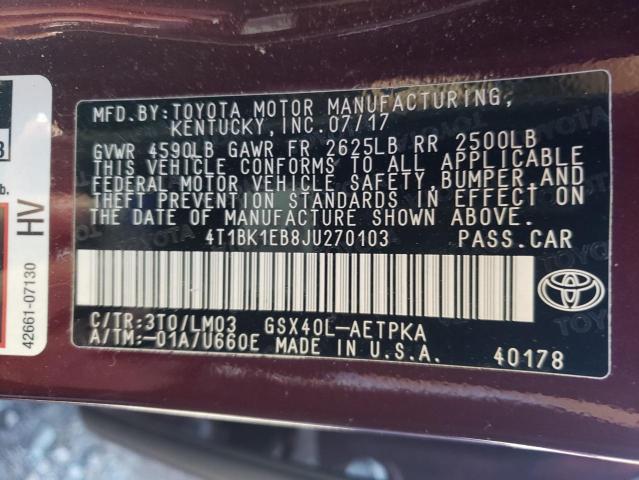 MFD.BY: TOYOTA MOTOR MANUFACTURING,
KENTUCKY, INC. 07/17
GVWR 4590LB GAWR FR 2625LB RR 2500LB
THIS VEHICLE CONFORMS TO ALL APPLICABLE
FEDERAL MOTOR VEHICLE SAFETY, BUMPER AND
THEFT PREVENTION STANDARDS IN EFFECT ON
THE DATE OF MANUFACTURE SHOWN ABOVE.
4T1BK1EB8JU270103 PASS.CAR
C/TR:3T0/LM03 GSX40L-AETPKA
A/TM:-01A/U660E MADE IN U.S.A. 40178
b.
HV
42661-07130